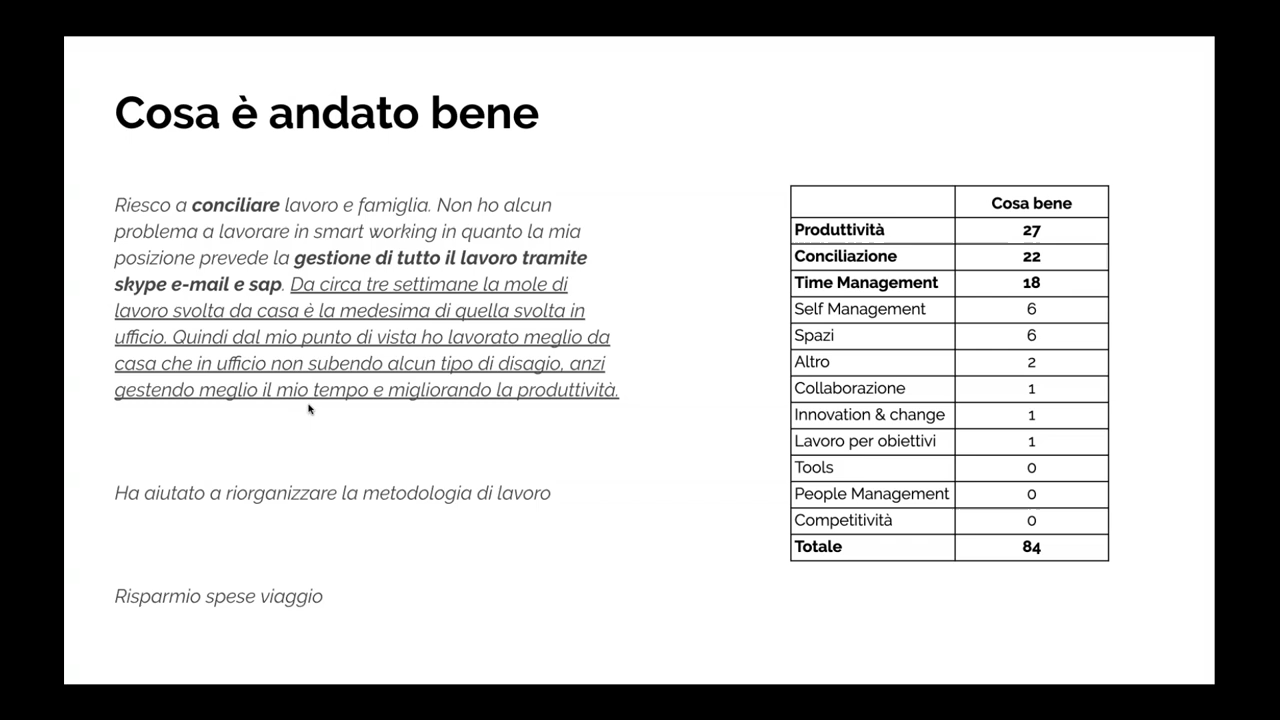 Cosa è andato bene
Riesco a conciliare lavoro e famiglia. Non ho alcun
problema a lavorare in smart working in quanto la mia
posizione prevede la gestione di tutto il lavoro tramite
skype e-mail e sap. Da circa tre settimane la mole di
lavoro svolta da casa è la medesima di quella svolta in
ufficio. Quindi dal mio punto di vista ho lavorato meglio da
casa che in ufficio non subendo alcun tipo di disagio, anzi
gestendo meglio il mio tempo e migliorando la produttività.
Ha aiutato a riorganizzare la metodologia di lavoro
Risparmio spese viaggio
Cosa bene
Produttività 27
Conciliazione 22
Time Management 18
Self Management 6
Spazi 6
Altro 2
Collaborazione 1
Innovation & change 1
Lavoro per obiettivi 1
Tools 0
People Management 0
Competitività 0
Totale 84